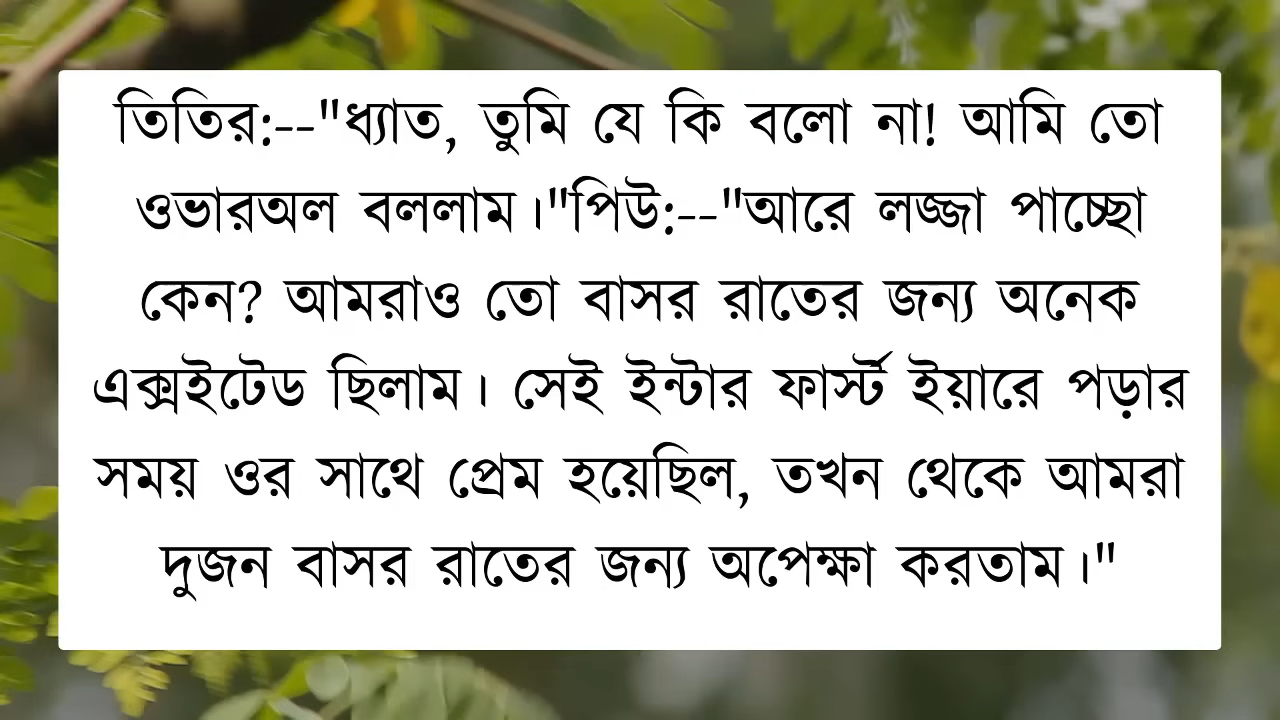 তিতির:--"ধ্যাত, তুমি যে কি বলো না! আমি তো
ওভারঅল বললাম।"পিউ:--"আরে লজ্জা পাচ্ছো
কেন? আমরাও তো বাসর রাতের জন্য অনেক
এক্সইটেড ছিলাম। সেই ইন্টার ফার্স্ট ইয়ারে পড়ার
সময় ওর সাথে প্রেম হয়েছিল, তখন থেকে আমরা
দুজন বাসর রাতের জন্য অপেক্ষা করতাম।"